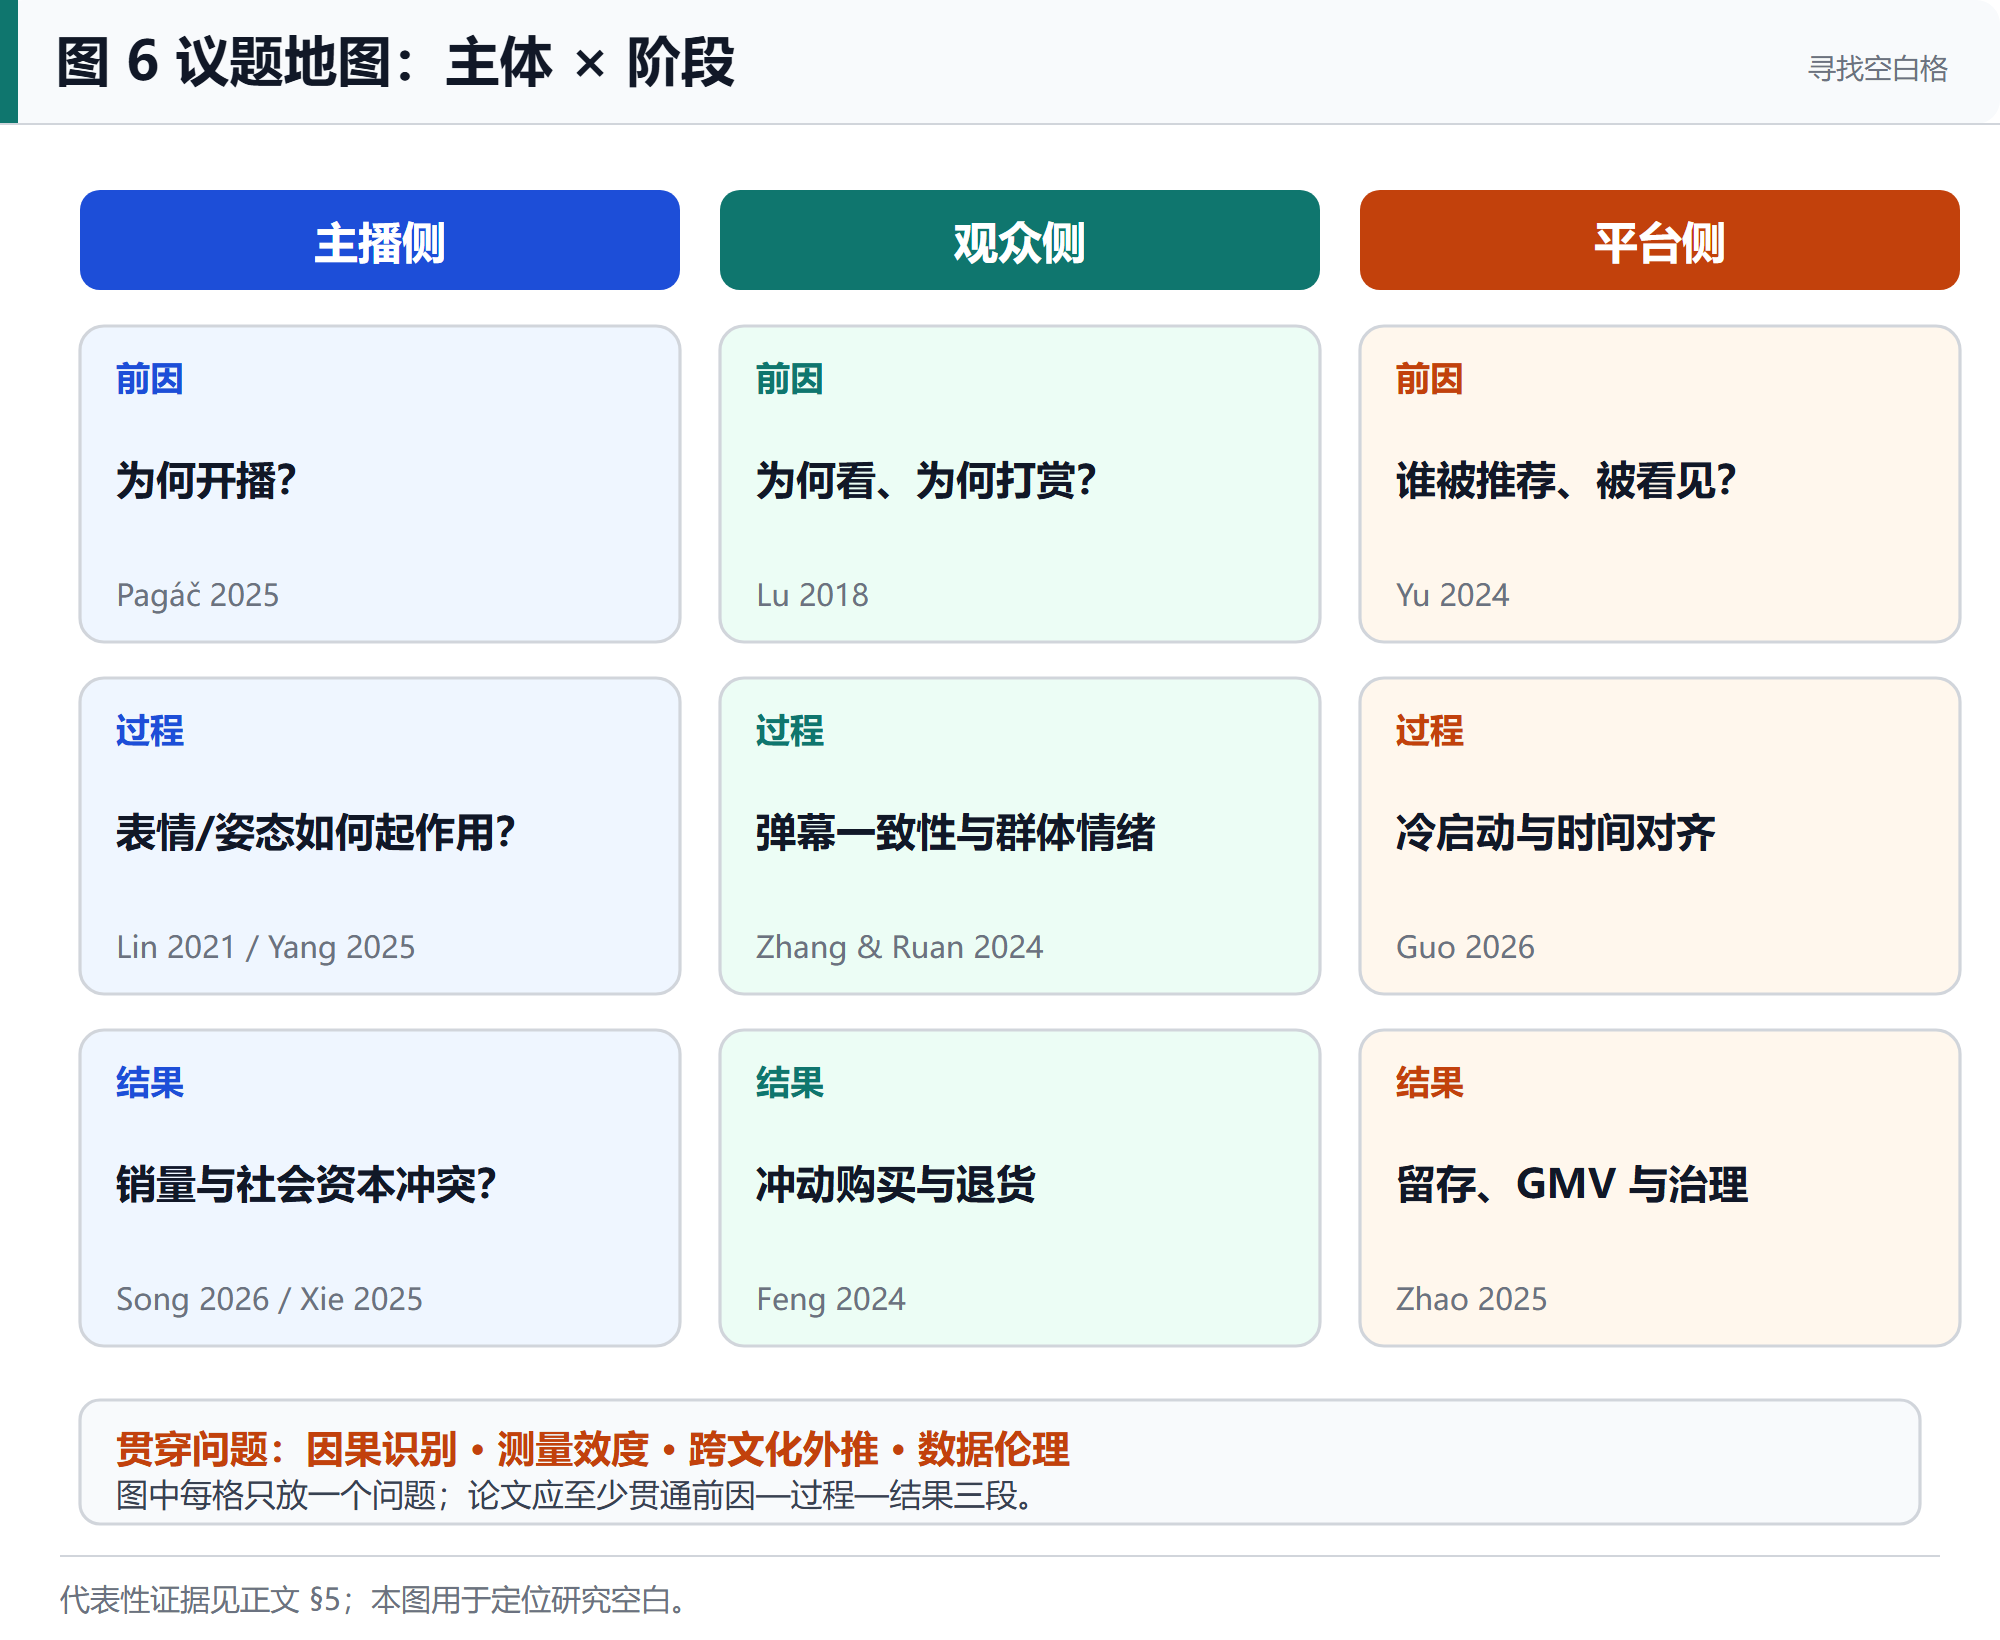 图 6 议题地图：主体 × 阶段
寻找空白格
主播侧
观众侧
平台侧
前因
为何开播？
Pagáč 2025
前因
为何看、为何打赏？
Lu 2018
前因
谁被推荐、被看见？
Yu 2024
过程
表情/姿态如何起作用？
Lin 2021 / Yang 2025
过程
弹幕一致性与群体情绪
Zhang & Ruan 2024
过程
冷启动与时间对齐
Guo 2026
结果
销量与社会资本冲突？
Song 2026 / Xie 2025
结果
冲动购买与退货
Feng 2024
结果
留存、GMV 与治理
Zhao 2025
贯穿问题：因果识别 · 测量效度 · 跨文化外推 · 数据伦理
图中每格只放一个问题；论文应至少贯通前因—过程—结果三段。
代表性证据见正文 §5；本图用于定位研究空白。